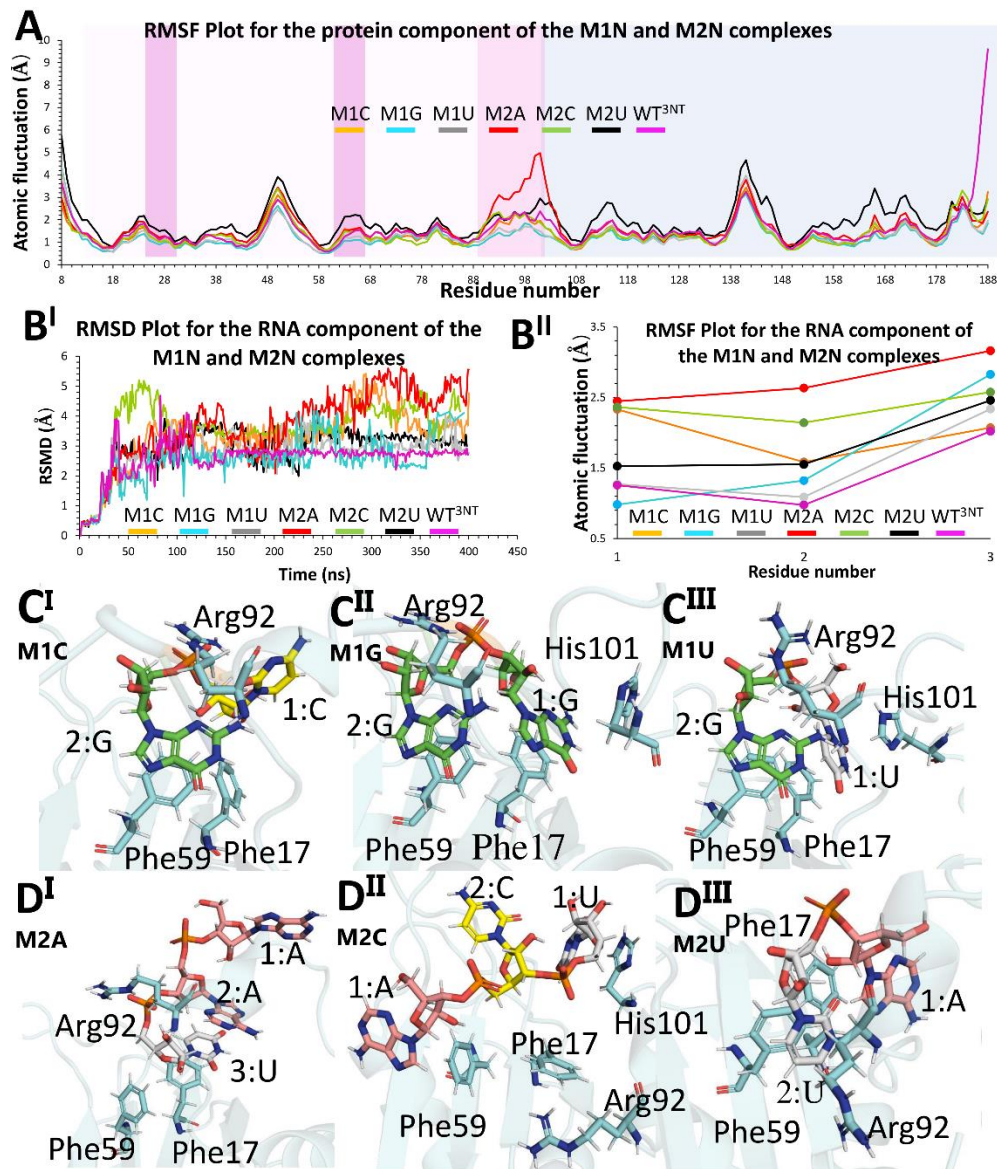 A
RMSF Plot for the protein component of the M1N and M2N complexes
Atomic fluctuation (Å)
10
9
8
7
6
5
4
3
2
1
0
M1C M1G M1U M2A M2C M2U WT3NT
8 18 28 38 48 58 68 78 88 98 108 118 128 138 148 158 168 178 188
Residue number
BI
RMSD Plot for the RNA component of the
M1N and M2N complexes
RSMD (Å)
6
5
4
3
2
1
0
M1C M1G M1U M2A M2C M2U WT3NT
0 50 100 150 200 250 300 350 400 450
Time (ns)
BII
RMSF Plot for the RNA component of
the M1N and M2N complexes
Atomic fluctuation (Å)
3.5
2.5
1.5
0.5
M1C M1G M1U M2A M2C M2U WT3NT
1 2 3
Residue number
CI
M1C
Arg92
1:C
2:G
Phe59 Phe17
CII
M1G
Arg92
His101
1:G
2:G
Phe59 Phe17
CIII
M1U
Arg92
His101
2:G
1:U
Phe59 Phe17
DI
M2A
1:A
2:A
Arg92
3:U
Phe59 Phe17
DII
M2C
2:C
1:U
1:A
His101
Phe17
Phe59
Arg92
DIII
M2U
Phe17
1:A
2:U
Phe59
Arg92